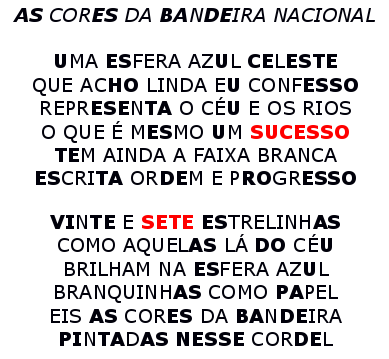 AS CORES DA BANDEIRA NACIONAL
UMA ESFERA AZUL CELESTE
QUE ACHO LINDA EU CONFESSO
REPRESENTA O CÉU E OS RIOS
O QUE É MESMO UM SUCESSO
TEM AINDA A FAIXA BRANCA
ESCRITA ORDEM E PROGRESSO
VINTE E SETE ESTRELINHAS
COMO AQUELAS LÁ DO CÉU
BRILHAM NA ESFERA AZUL
BRANQUINHAS COMO PAPEL
EIS AS CORES DA BANDEIRA
PINTADAS NESSE CORDEL